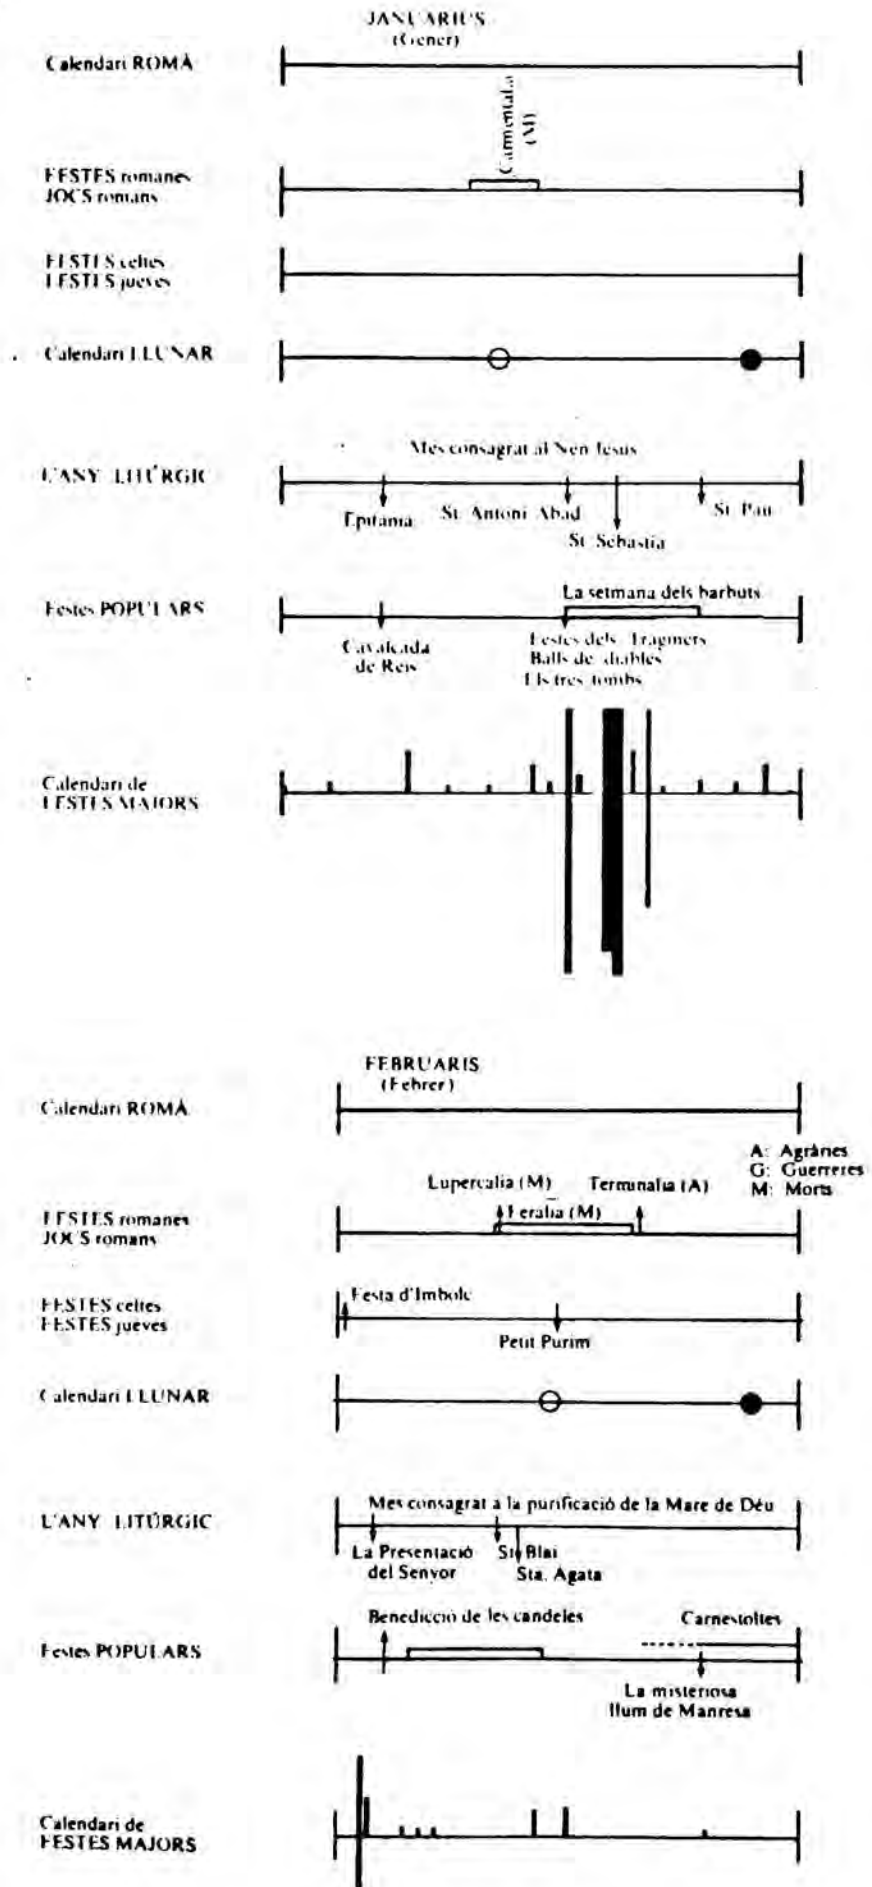 JANUARIUS
(Gener)
Calendari ROMÀ
Carmentalia
(M)
FESTES romanes
JOCS romans
FESTES celtes
FESTES jueves
Calendari LLUNAR
Mes consagrat al Nen Jesus
L'ANY LITÚRGIC
Epifania
St. Antoni Abad
St. Pau
St. Sebastia
La setmana dels barbuts
Festes POPULARS
Cavalcada
de Reis
Festes dels Traginers
Balls de diables
Els tres tombs
Calendari de
FESTES MAJORS
FEBRUARIS
(Febrer)
Calendari ROMÀ
A: Agràries
G: Guerreres
M: Morts
Lupercalia (M)
Terminalia (A)
Feralia (M)
FESTES romanes
JOCS romans
Festa d'Imbolc
FESTES celtes
FESTES jueves
Petit Purim
Calendari LLUNAR
Mes consagrat a la purificació de la Mare de Déu
L'ANY LITÚRGIC
La Presentació
del Senyor
St. Blai
Sta. Agata
Benedicció de les candeles
Carnestoltes
Festes POPULARS
La misteriosa
llum de Manresa
Calendari de
FESTES MAJORS